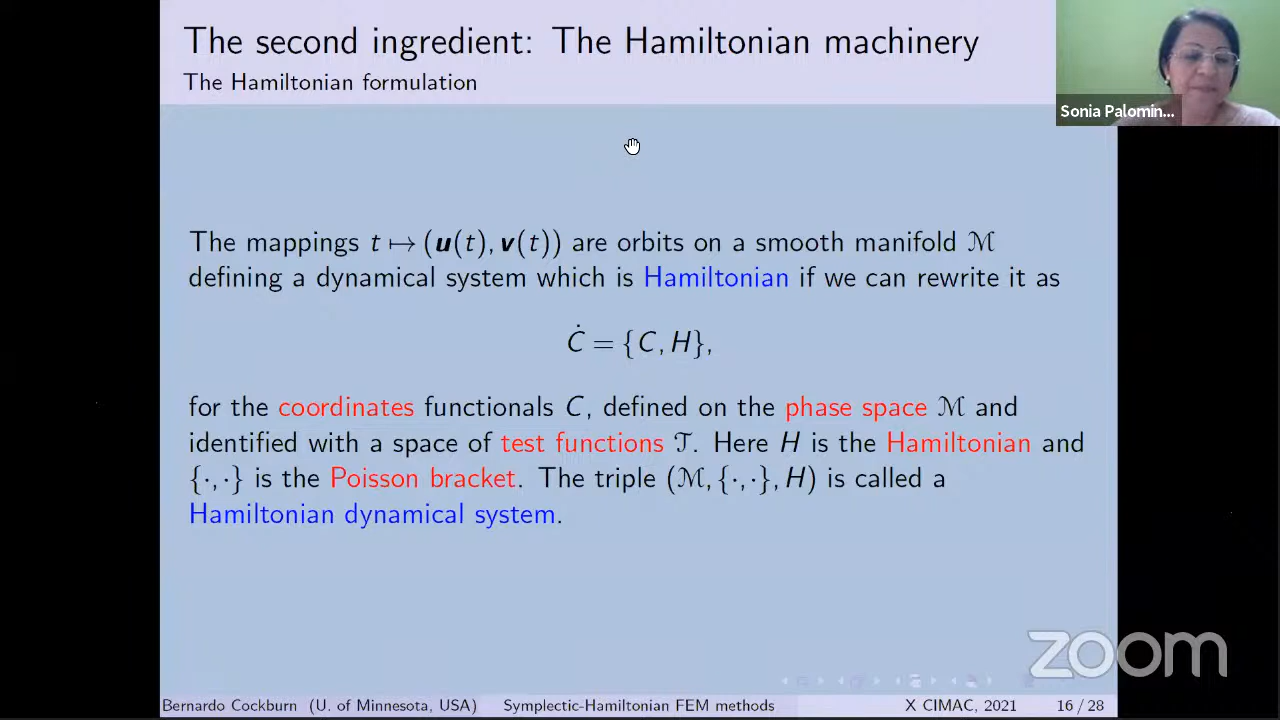 The second ingredient: The Hamiltonian machinery
The Hamiltonian formulation
Sonia Palomin...
The mappings t ↦ (u(t), v(t)) are orbits on a smooth manifold ℳ
defining a dynamical system which is Hamiltonian if we can rewrite it as
Ċ = {C, H},
for the coordinates functionals C, defined on the phase space ℳ and
identified with a space of test functions 𝒯. Here H is the Hamiltonian and
{·, ·} is the Poisson bracket. The triple (ℳ, {·, ·}, H) is called a
Hamiltonian dynamical system.
zoom
Bernardo Cockburn (U. of Minnesota, USA) Symplectic-Hamiltonian FEM methods X CIMAC, 2021 16 / 28